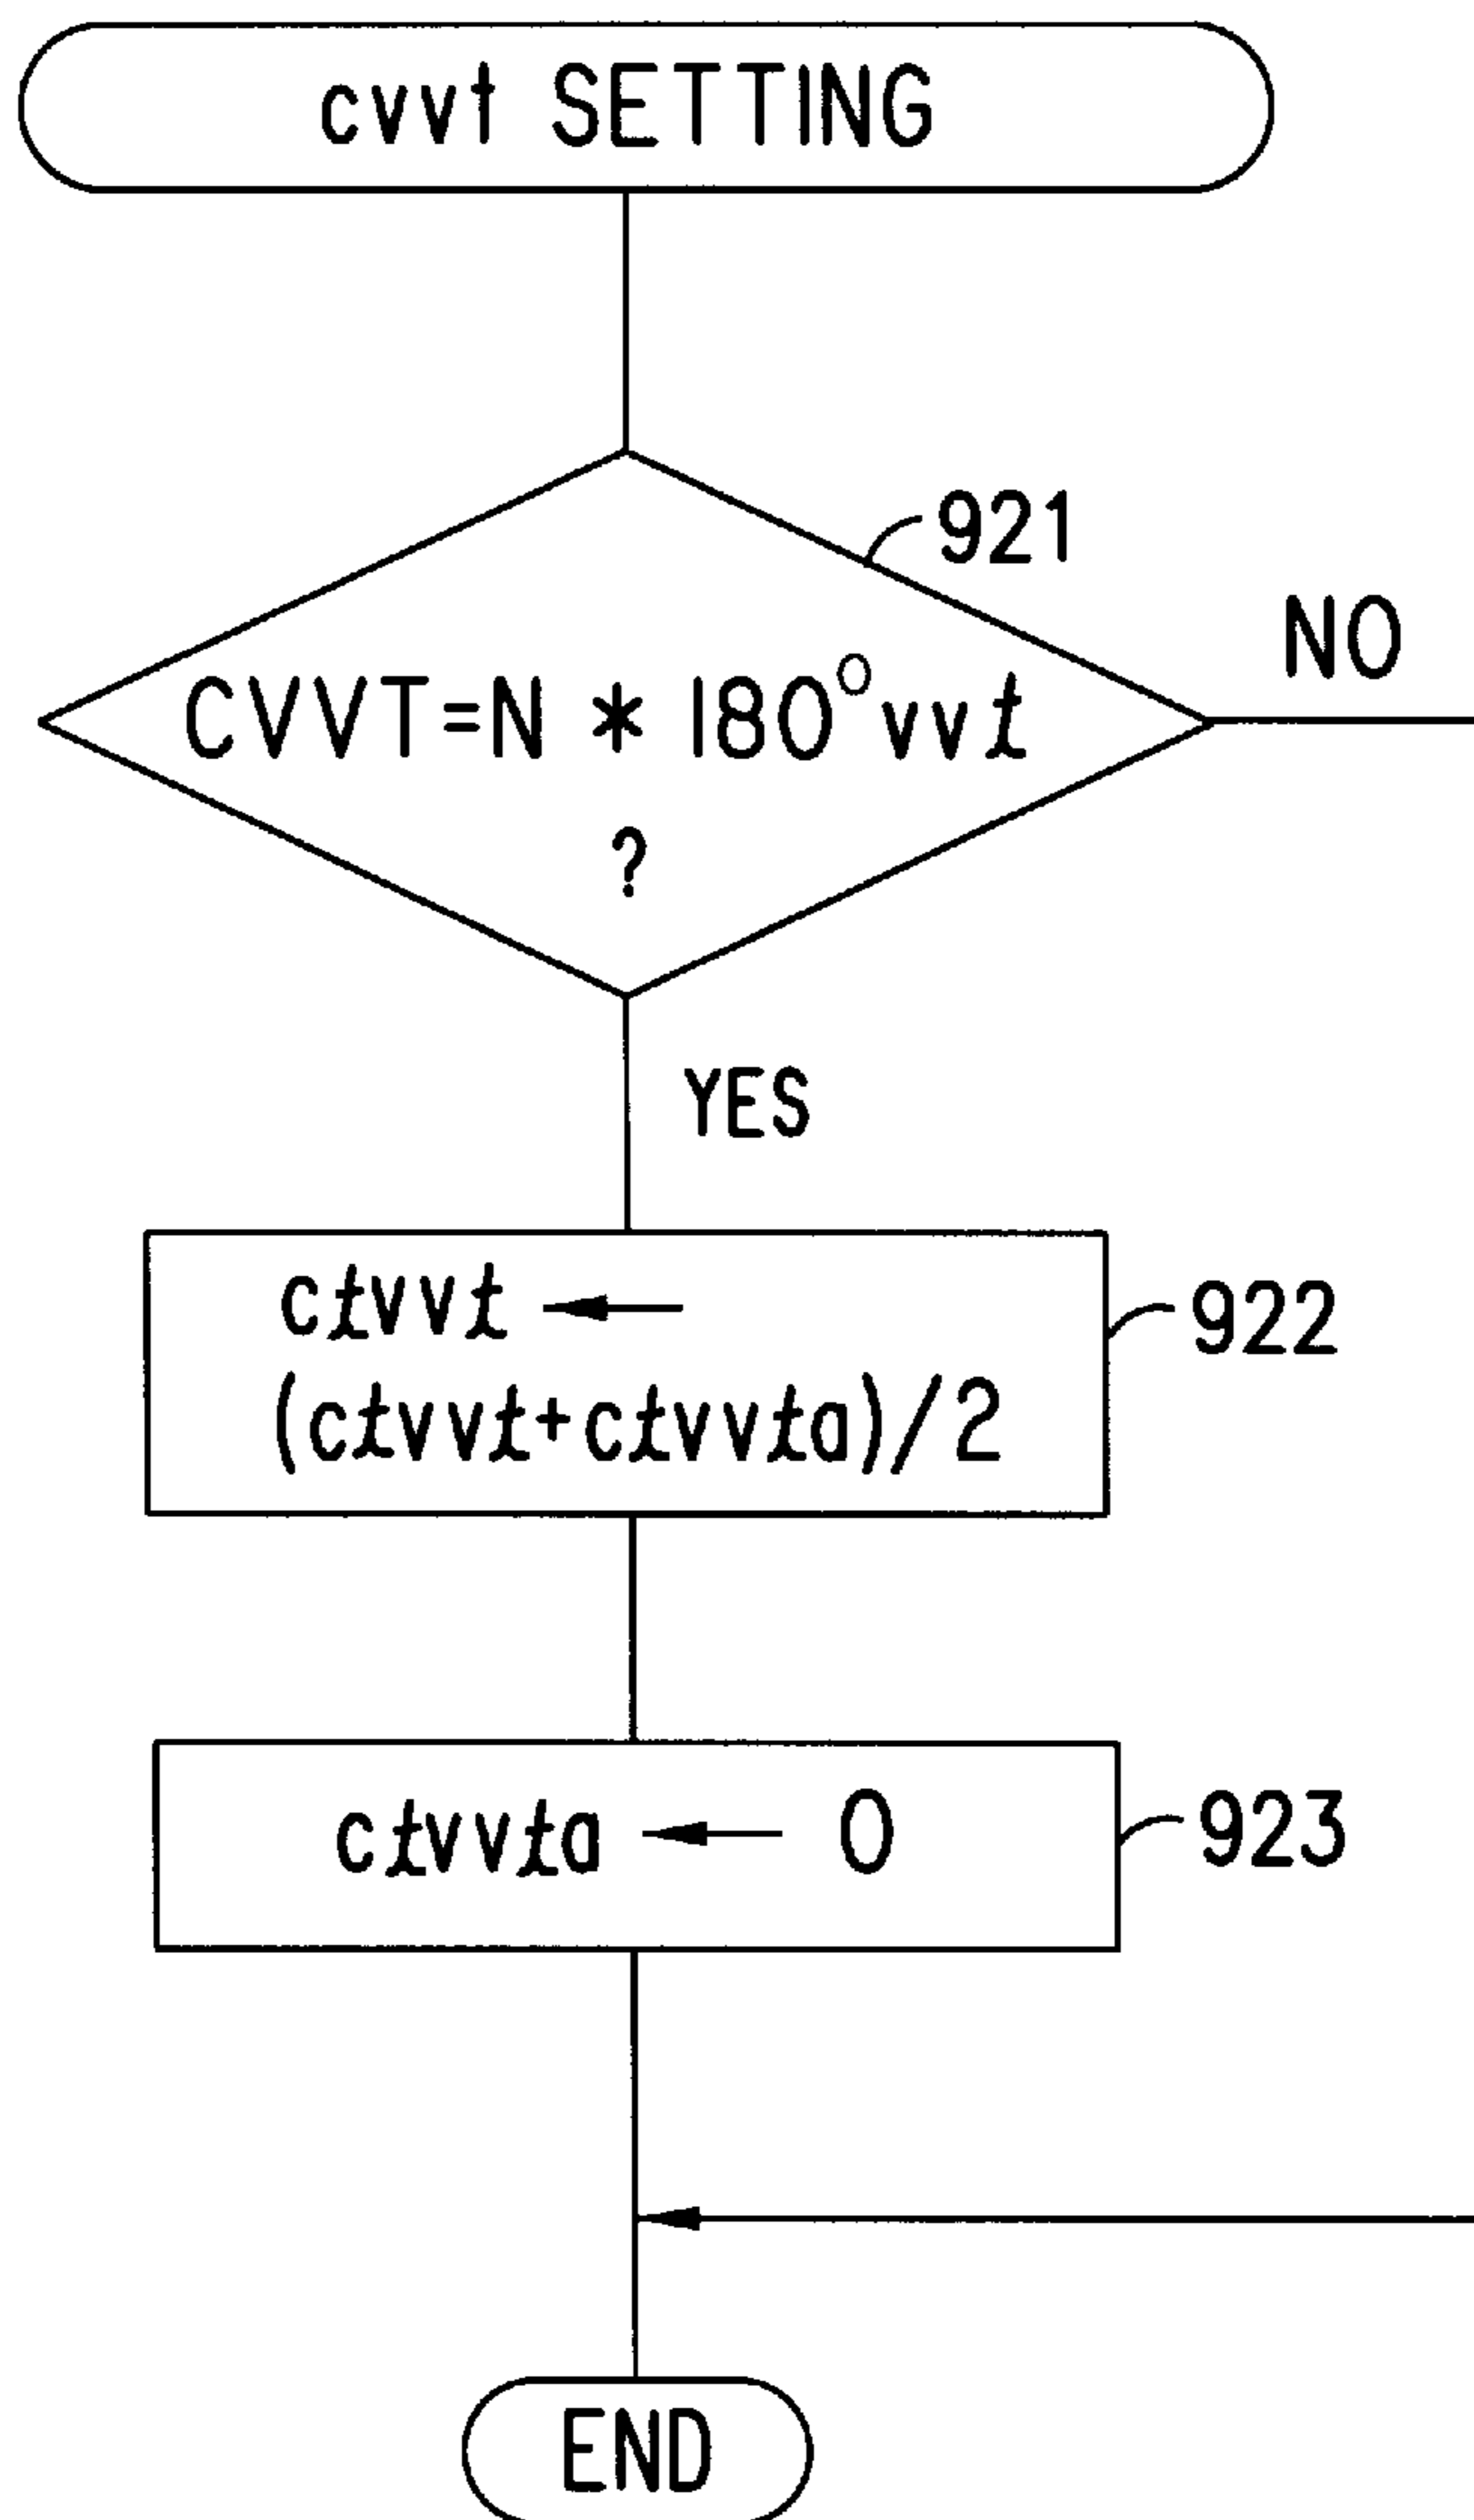 cvvt SETTING
921
NO
CVVT=N * 180°vvt
?
YES
ctvvt ←
922
(ctvvt+ctvvta)/2
ctvvta ← 0
923
END